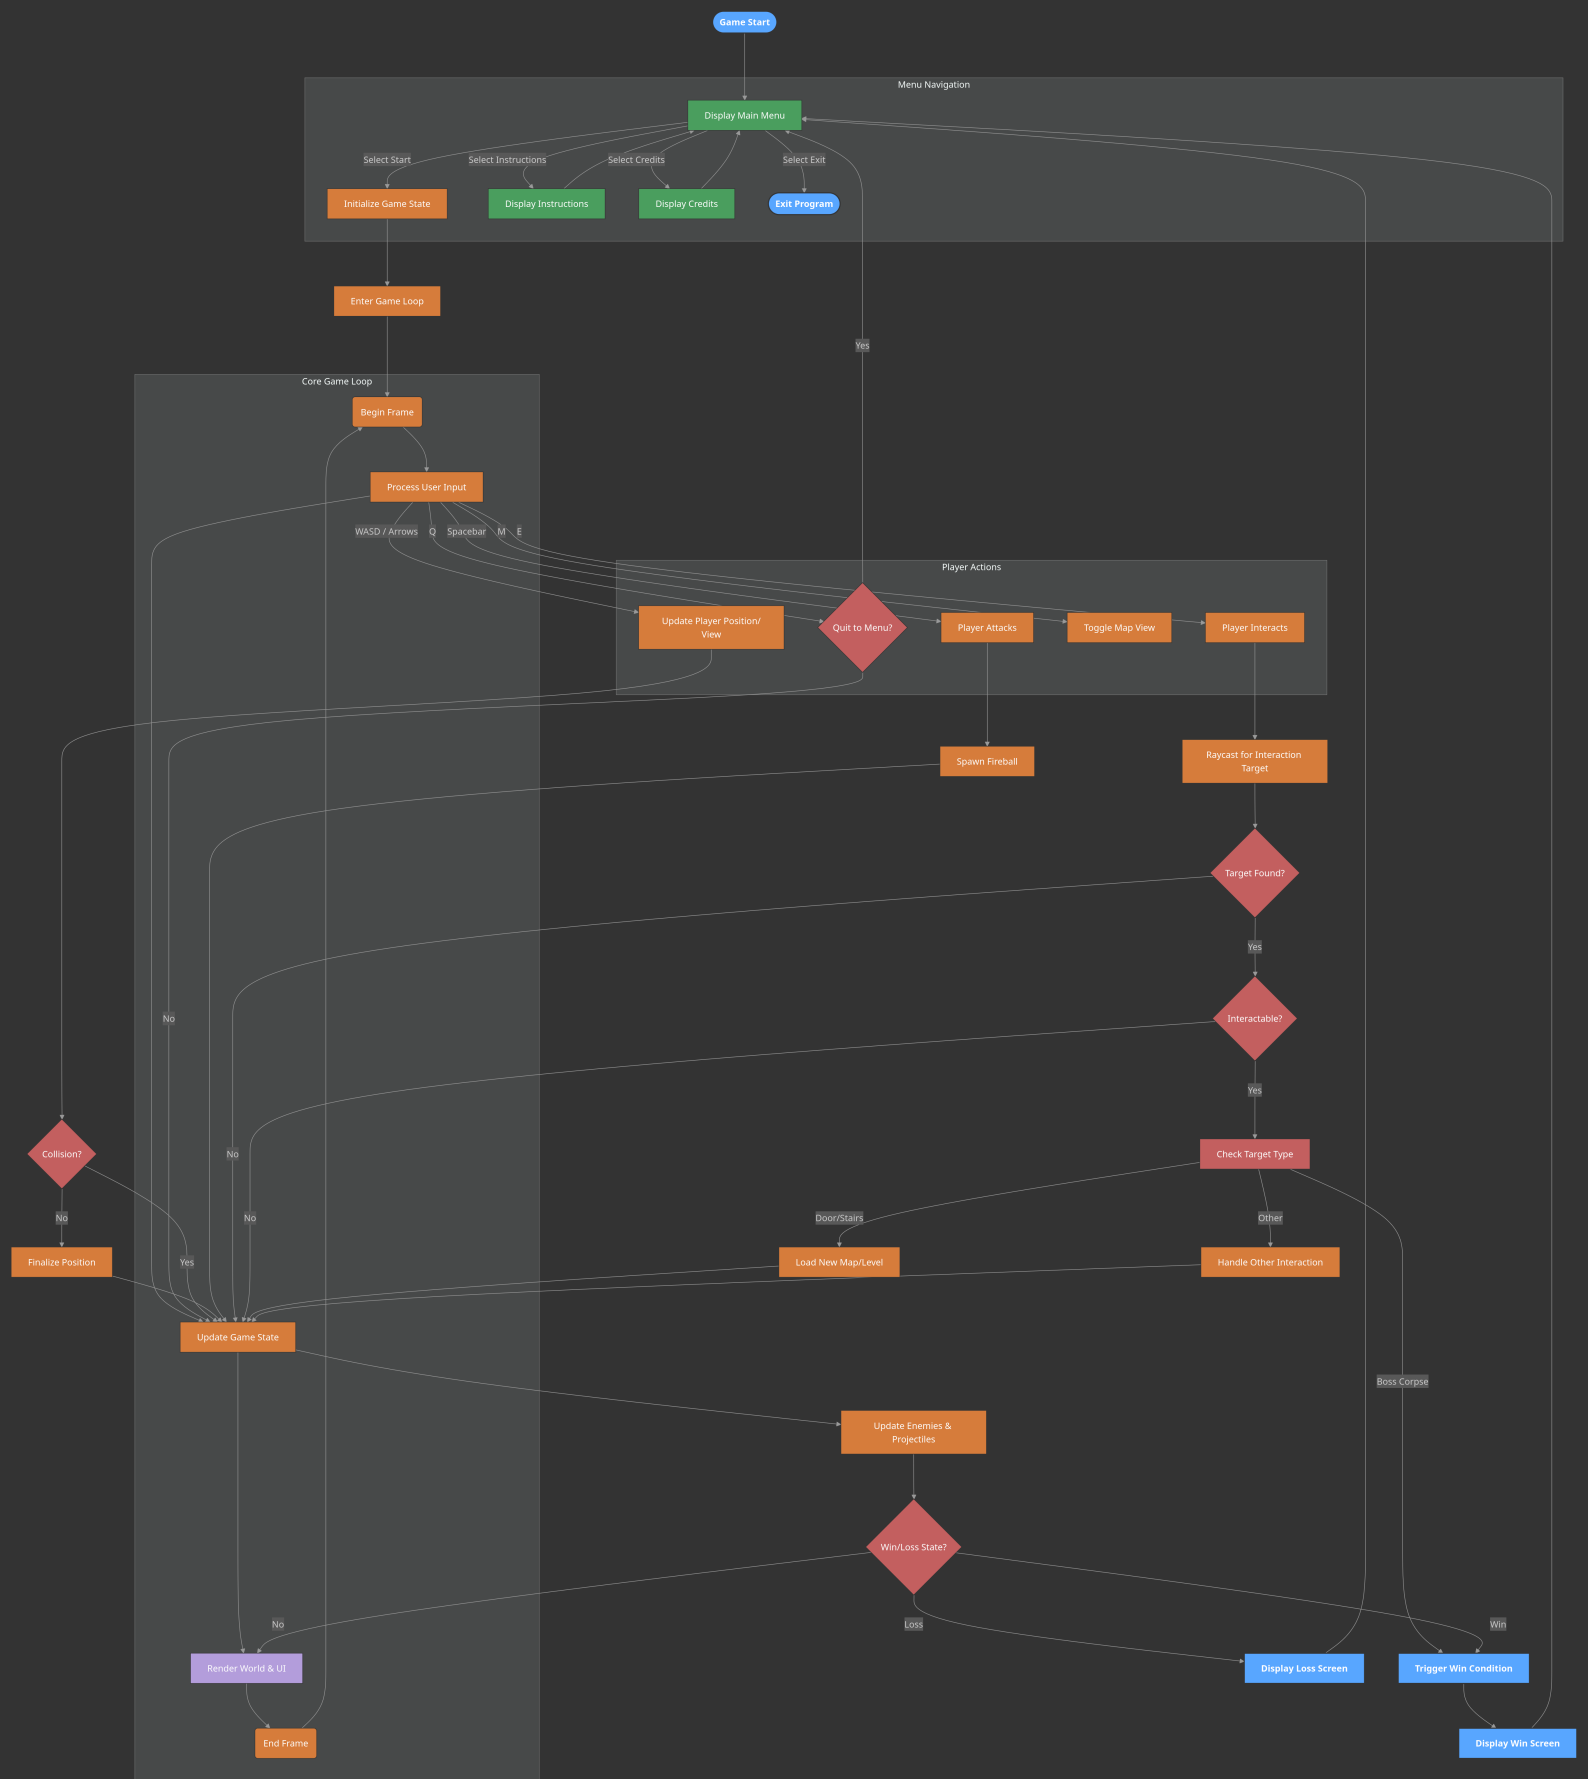 Game Start
Menu Navigation
Display Main Menu
Select Start
Select Instructions
Select Credits
Select Exit
Initialize Game State
Display Instructions
Display Credits
Exit Program
Enter Game Loop
Yes
Core Game Loop
Begin Frame
Process User Input
WASD / Arrows
Q
Spacebar
M
E
Player Actions
Update Player Position/
View
Quit to Menu?
Player Attacks
Toggle Map View
Player Interacts
Spawn Fireball
Raycast for Interaction
Target
Target Found?
Yes
No
Interactable?
Yes
Collision?
No
Check Target Type
No
No
Door/Stairs
Other
Finalize Position
Yes
Load New Map/Level
Handle Other Interaction
Update Game State
Boss Corpse
Update Enemies &
Projectiles
Win/Loss State?
No
Loss
Win
Render World & UI
Display Loss Screen
Trigger Win Condition
End Frame
Display Win Screen